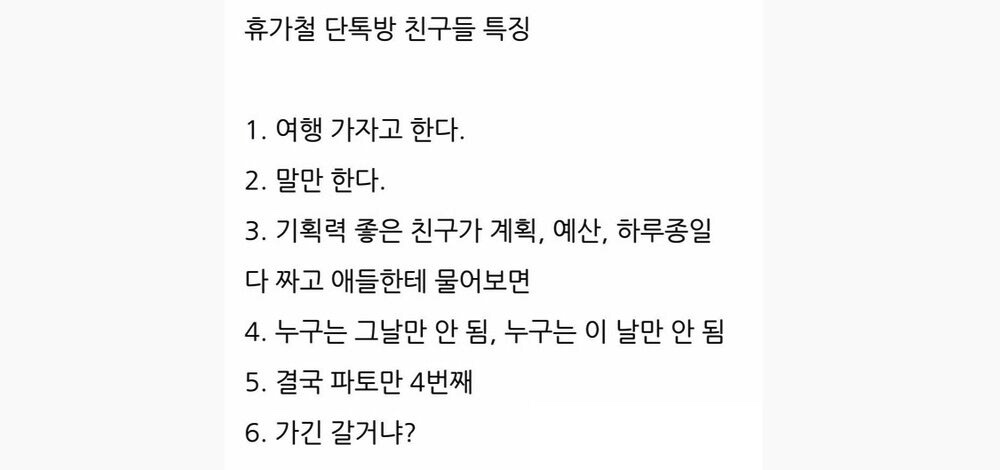 휴가철 단톡방 친구들 특징
1. 여행 가자고 한다.
2. 말만 한다.
3. 기획력 좋은 친구가 계획, 예산, 하루종일
다 짜고 애들한테 물어보면
4. 누구는 그날만 안 됨, 누구는 이 날만 안 됨
5. 결국 파토만 4번째
6. 가긴 갈거냐?